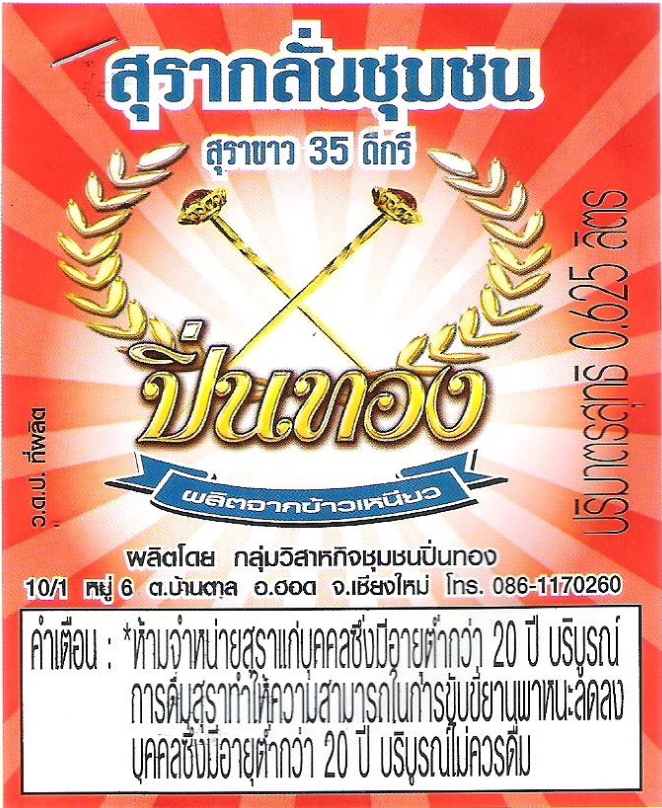 สุรากลั่นชุมชน
สุราขาว 35 ดีกรี
ปิ่นทอง
ผลิตจากข้าวเหนียว
ว.ด.ป. ที่ผลิต
ปริมาตรสุทธิ 0.625 ลิตร
ผลิตโดย กลุ่มวิสาหกิจชุมชนปิ่นทอง
10/1 หมู่ 6 ต.บ้านตาล อ.ฮอด จ.เชียงใหม่ โทร. 086-1170260
คำเตือน : *ห้ามจำหน่ายสุราแก่บุคคลซึ่งมีอายุต่ำกว่า 20 ปี บริบูรณ์
การดื่มสุราทำให้ความสามารถในการขับขี่ยานพาหนะลดลง
บุคคลซึ่งมีอายุต่ำกว่า 20 ปี บริบูรณ์ไม่ควรดื่ม